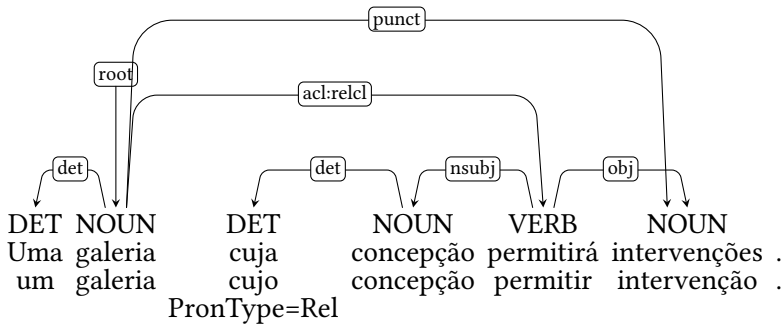 punct
root
acl:relcl
det det nsubj obj
DET NOUN DET NOUN VERB NOUN
Uma galeria cuja concepção permitirá intervenções .
um galeria cujo concepção permitir intervenção .
PronType=Rel